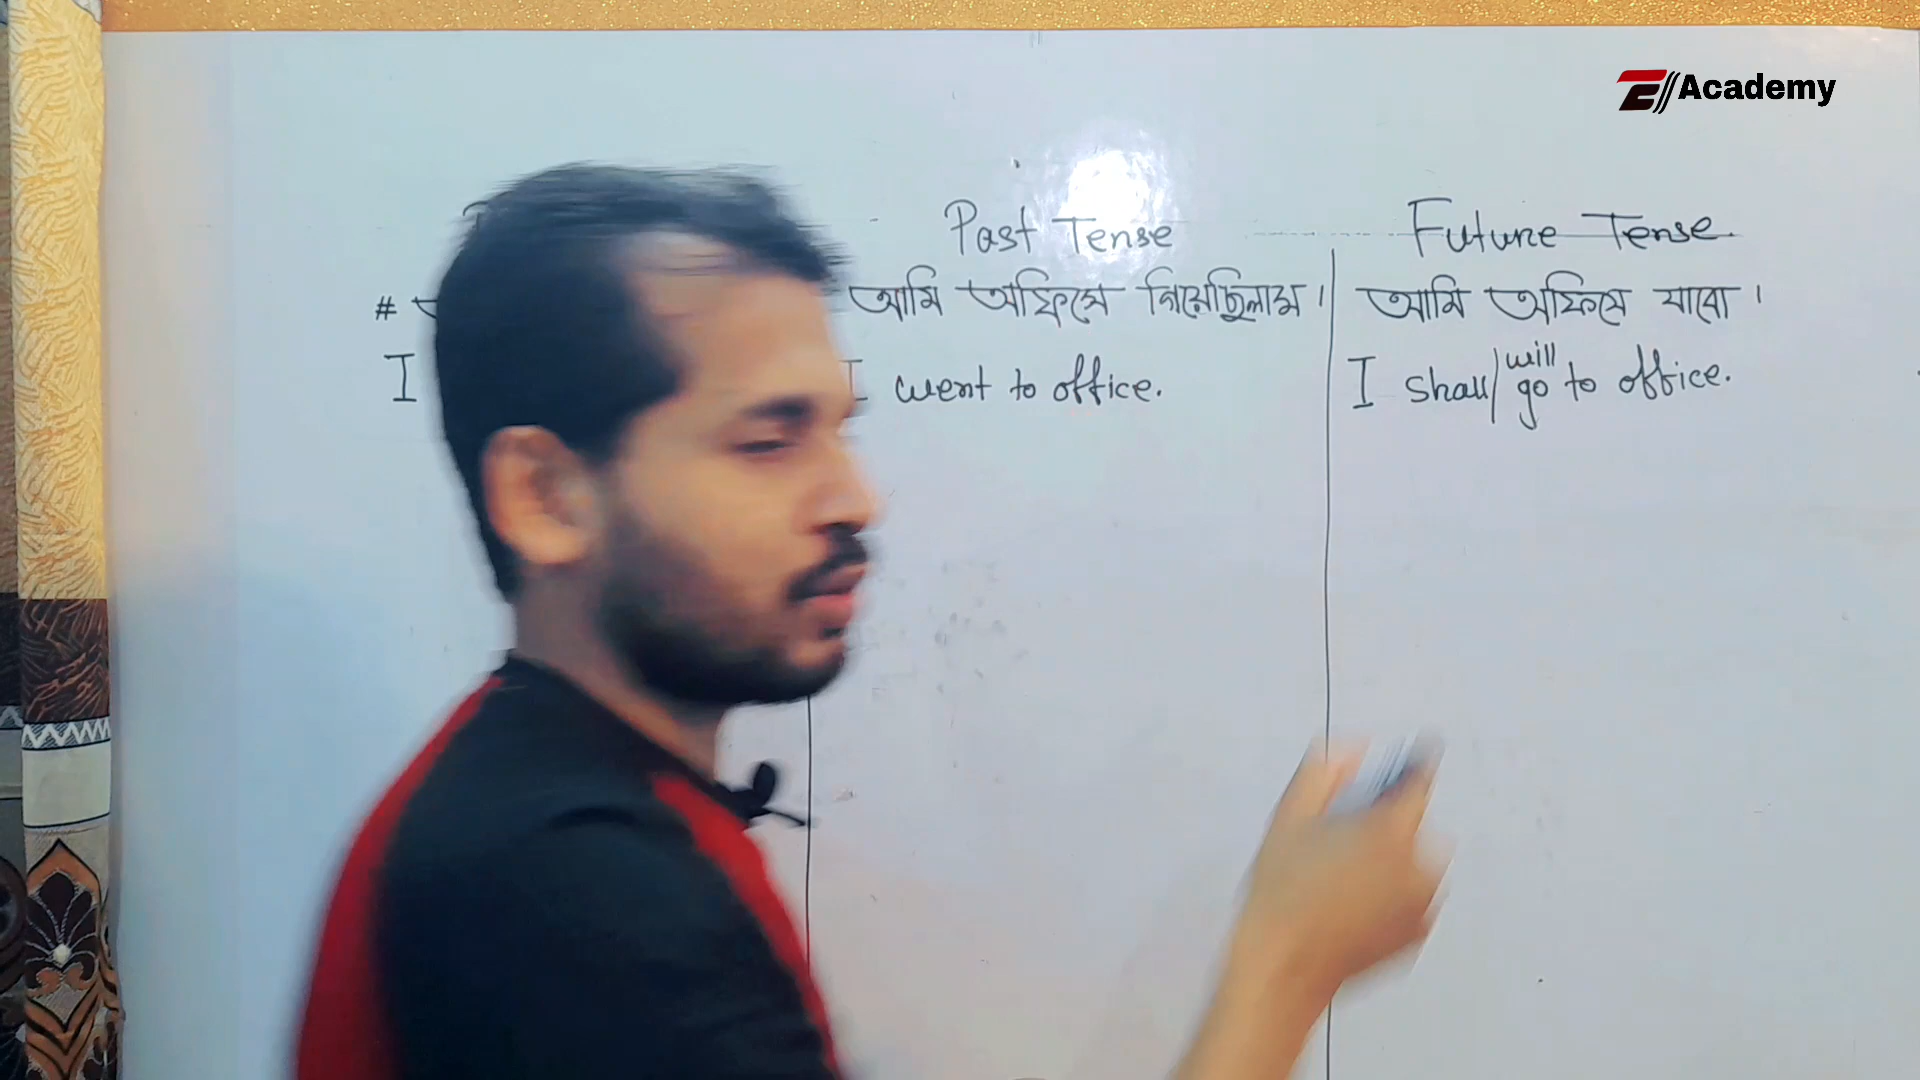 Academy
Past Tense
Future Tense
#
আমি অফিসে গিয়েছিলাম।
আমি অফিসে যাবো।
I
I went to office.
I shall/will go to office.